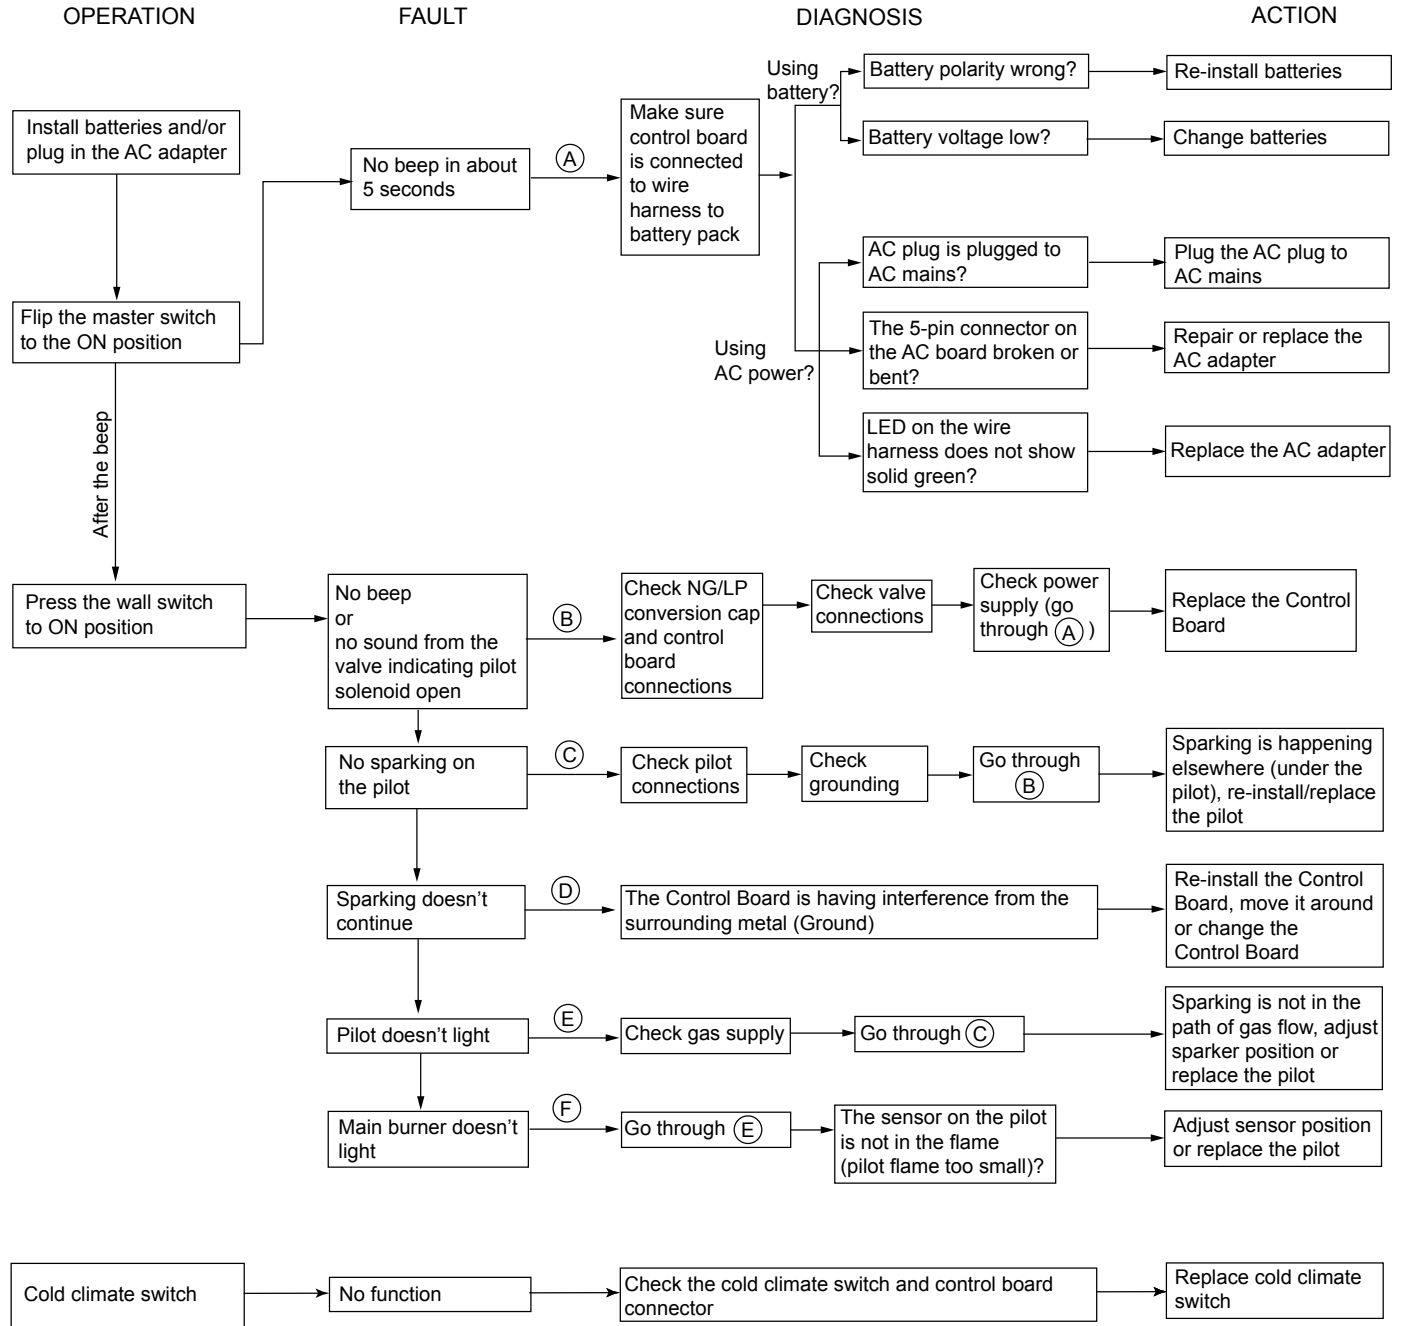 OPERATION
FAULT
DIAGNOSIS
ACTION
Install batteries and/or
plug in the AC adapter
Flip the master switch
to the ON position
After the beep
No beep in about
5 seconds
A
Make sure
control board
is connected
to wire
harness to
battery pack
Using
battery?
Battery polarity wrong?
Re-install batteries
Battery voltage low?
Change batteries
Using
AC power?
AC plug is plugged to
AC mains?
Plug the AC plug to
AC mains
The 5-pin connector on
the AC board broken or
bent?
Repair or replace the
AC adapter
LED on the wire
harness does not show
solid green?
Replace the AC adapter
Press the wall switch
to ON position
No beep
or
no sound from the
valve indicating pilot
solenoid open
B
Check NG/LP
conversion cap
and control
board
connections
Check valve
connections
Check power
supply (go
through A )
Replace the Control
Board
No sparking on
the pilot
C
Check pilot
connections
Check
grounding
Go through
B
Sparking is happening
elsewhere (under the
pilot), re-install/replace
the pilot
Sparking doesn't
continue
D
The Control Board is having interference from the
surrounding metal (Ground)
Re-install the Control
Board, move it around
or change the
Control Board
Pilot doesn't light
E
Check gas supply
Go through C
Sparking is not in the
path of gas flow, adjust
sparker position or
replace the pilot
Main burner doesn't
light
F
Go through E
The sensor on the pilot
is not in the flame
(pilot flame too small)?
Adjust sensor position
or replace the pilot
Cold climate switch
No function
Check the cold climate switch and control board
connector
Replace cold climate
switch